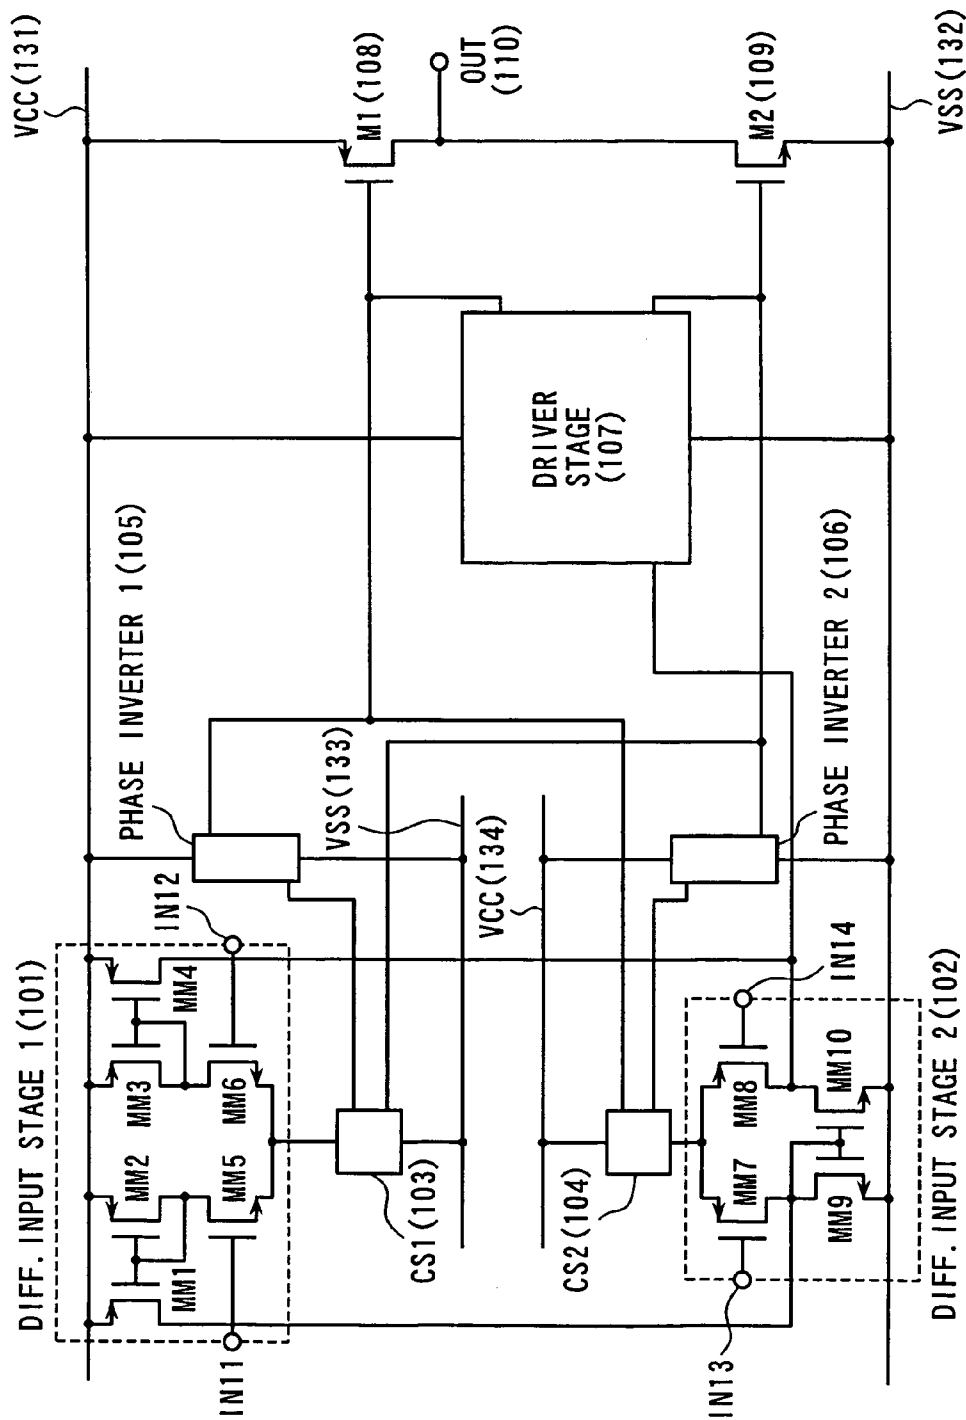 DIFF. INPUT STAGE 1(101)
IN11
MM1
MM2
MM3
MM4
MM5
MM6
IN12
PHASE INVERTER 1(105)
VCC(131)
CS1(103)
VSS(133)
VCC(134)
CS2(104)
DRIVER
STAGE
(107)
M1(108)
OUT
(110)
M2(109)
IN13
MM7
MM8
MM9
MM10
IN14
DIFF. INPUT STAGE 2(102)
PHASE INVERTER 2(106)
VSS(132)